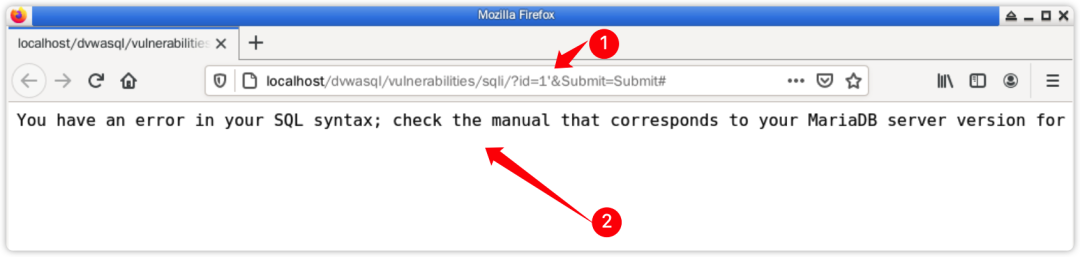 Mozilla Firefox
localhost/dvwasql/vulnerabilities
1
localhost/dvwasql/vulnerabilities/sqli/?id=1'&Submit=Submit#
You have an error in your SQL syntax; check the manual that corresponds to your MariaDB server version for
2